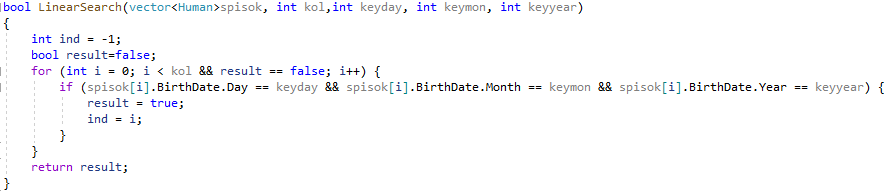 bool LinearSearch(vector<Human>spisok, int kol,int keyday, int keymon, int keyyear)
{
    int ind = -1;
    bool result=false;
    for (int i = 0; i < kol && result == false; i++) {
        if (spisok[i].BirthDate.Day == keyday && spisok[i].BirthDate.Month == keymon && spisok[i].BirthDate.Year == keyyear) {
            result = true;
            ind = i;
        }
    }
    return result;
}